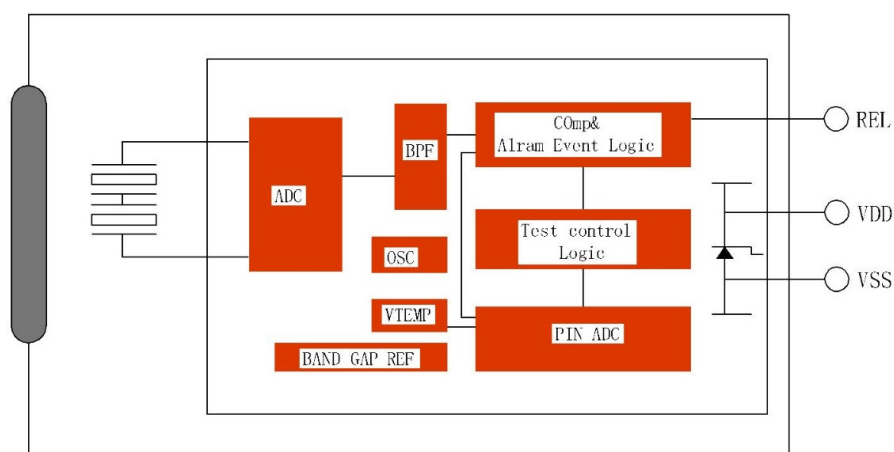 COmp&
Alram Event Logic
REL
BPF
ADC
VDD
Test control
Logic
OSC
VSS
VTEMP
PIN ADC
BAND GAP REF